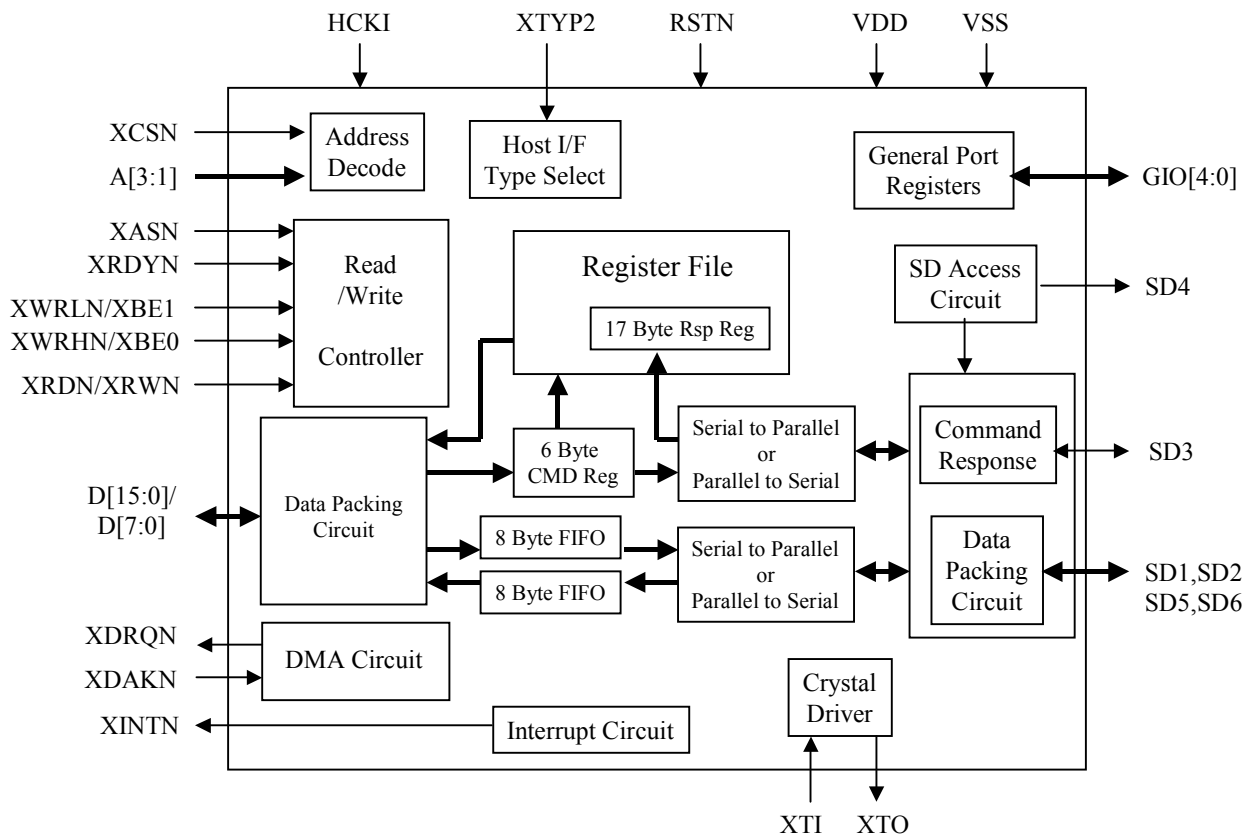 HCKI
XTYP2
RSTN
VDD
VSS
XCSN
A[3:1]
Address
Decode
Host I/F
Type Select
General Port
Registers
GIO[4:0]
XASN
XRDYN
XWRLN/XBE1
XWRHN/XBE0
XRDN/XRWN
Read
/Write
Controller
Register File
17 Byte Rsp Reg
SD Access
Circuit
SD4
D[15:0]/
D[7:0]
Data Packing
Circuit
6 Byte
CMD Reg
Serial to Parallel
or
Parallel to Serial
Command
Response
SD3
8 Byte FIFO
8 Byte FIFO
Serial to Parallel
or
Parallel to Serial
Data
Packing
Circuit
SD1,SD2
SD5,SD6
XDRQN
XDAKN
DMA Circuit
XINTN
Interrupt Circuit
Crystal
Driver
XTI
XTO